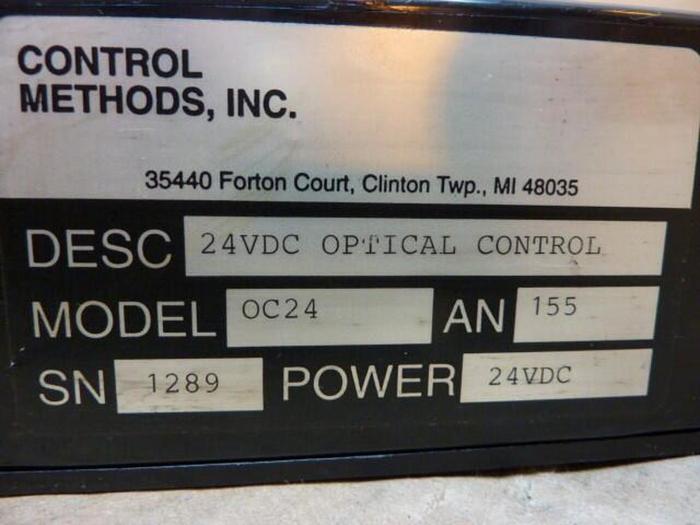 CONTROL
METHODS, INC.
35440 Forton Court, Clinton Twp., MI 48035
DESC 24VDC OPTICAL CONTROL
MODEL OC24 AN 155
SN 1289 POWER 24VDC